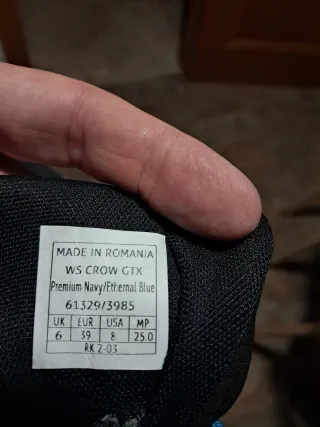 MADE IN ROMANIA
WS CROW GTX
Premium Navy/Ethernal Blue
61329/3985
UK EUR USA MP
6 39 8 25.0
RK 2-03